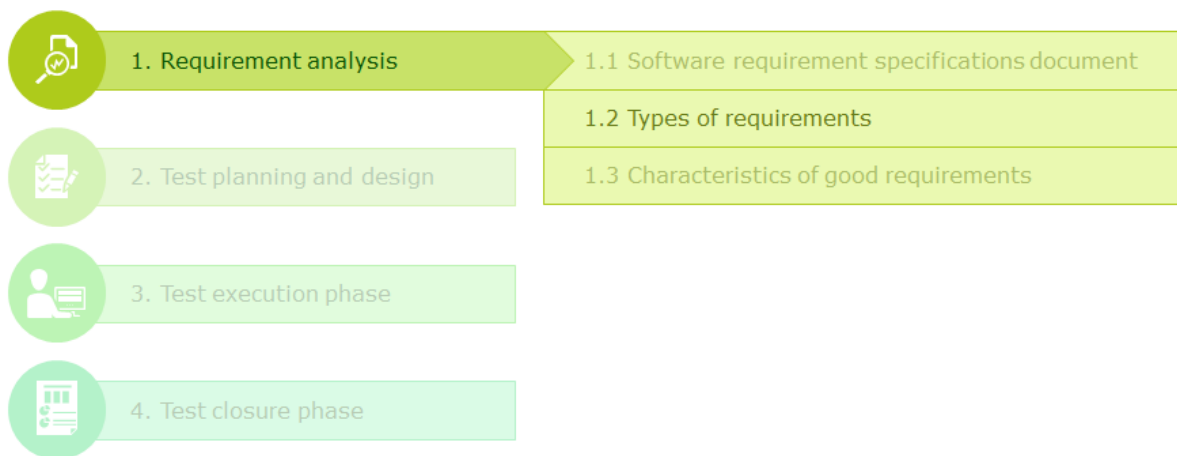 1. Requirement analysis
1.1 Software requirement specifications document
1.2 Types of requirements
1.3 Characteristics of good requirements
2. Test planning and design
3. Test execution phase
4. Test closure phase